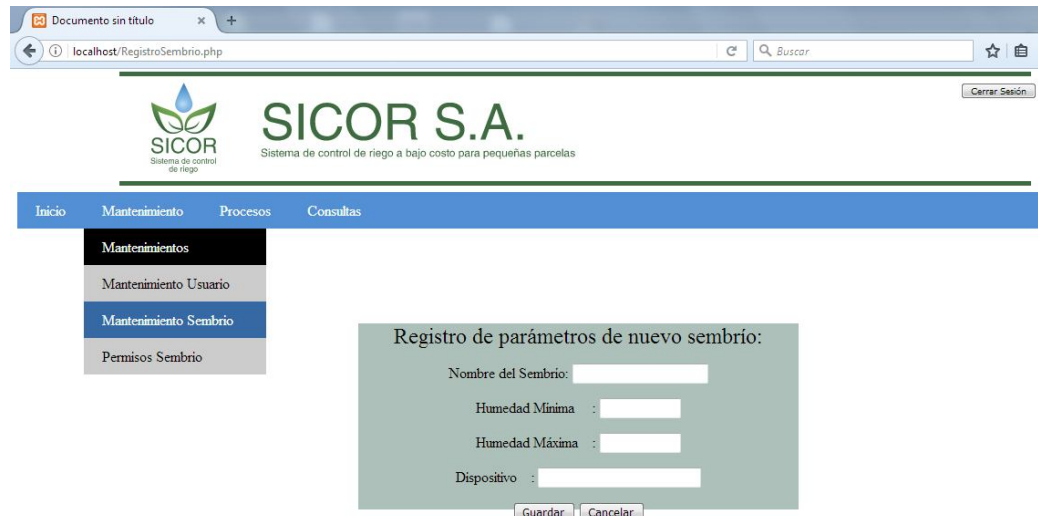 Documento sin título × +
localhost/RegistroSembrio.php
Buscar
Cerrar Sesión
SICOR
Sistema de control
de riego
SICOR S.A.
Sistema de control de riego a bajo costo para pequeñas parcelas
Inicio Mantenimiento Procesos Consultas
Mantenimientos
Mantenimiento Usuario
Mantenimiento Sembrio
Permisos Sembrio
Registro de parámetros de nuevo sembrío:
Nombre del Sembrio:
Humedad Minima :
Humedad Máxima :
Dispositivo :
Guardar Cancelar